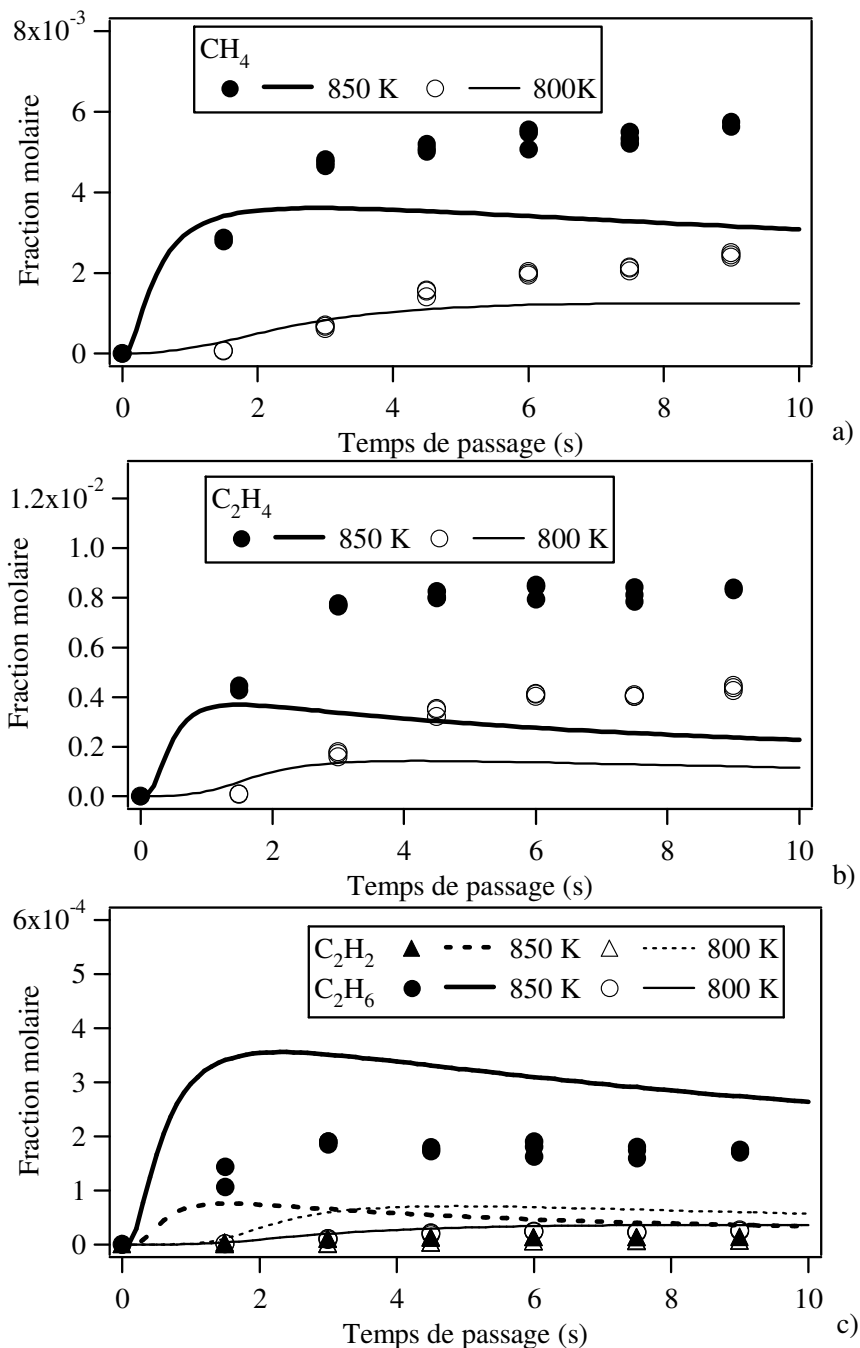 8x10⁻³
CH₄
850 K 800K
6
4
2
0
Fraction molaire
0 2 4 6 8 10
Temps de passage (s)
a)
1.2x10⁻²
C₂H₄
850 K 800 K
1.0
0.8
0.6
0.4
0.2
0.0
Fraction molaire
0 2 4 6 8 10
Temps de passage (s)
b)
6x10⁻⁴
C₂H₂ 850 K 800 K
C₂H₆ 850 K 800 K
5
4
3
2
1
0
Fraction molaire
0 2 4 6 8 10
Temps de passage (s)
c)